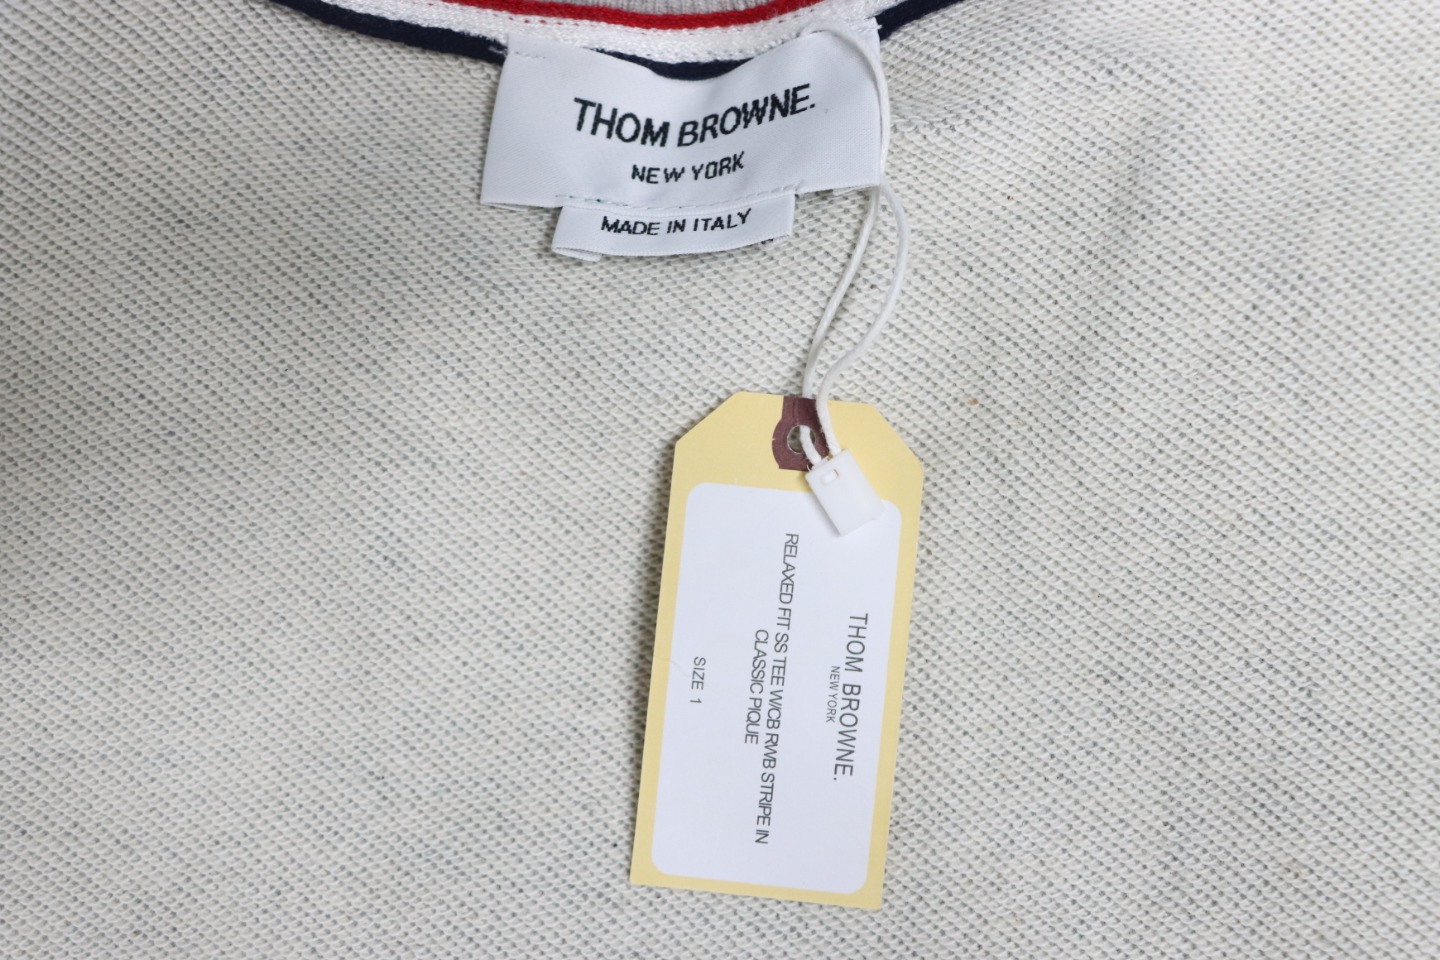 THOM BROWNE.
NEW YORK
MADE IN ITALY
THOM BROWNE.
NEW YORK
RELAXED FIT SS TEE W/CB RWB STRIPE IN
CLASSIC PIQUE
SIZE 1